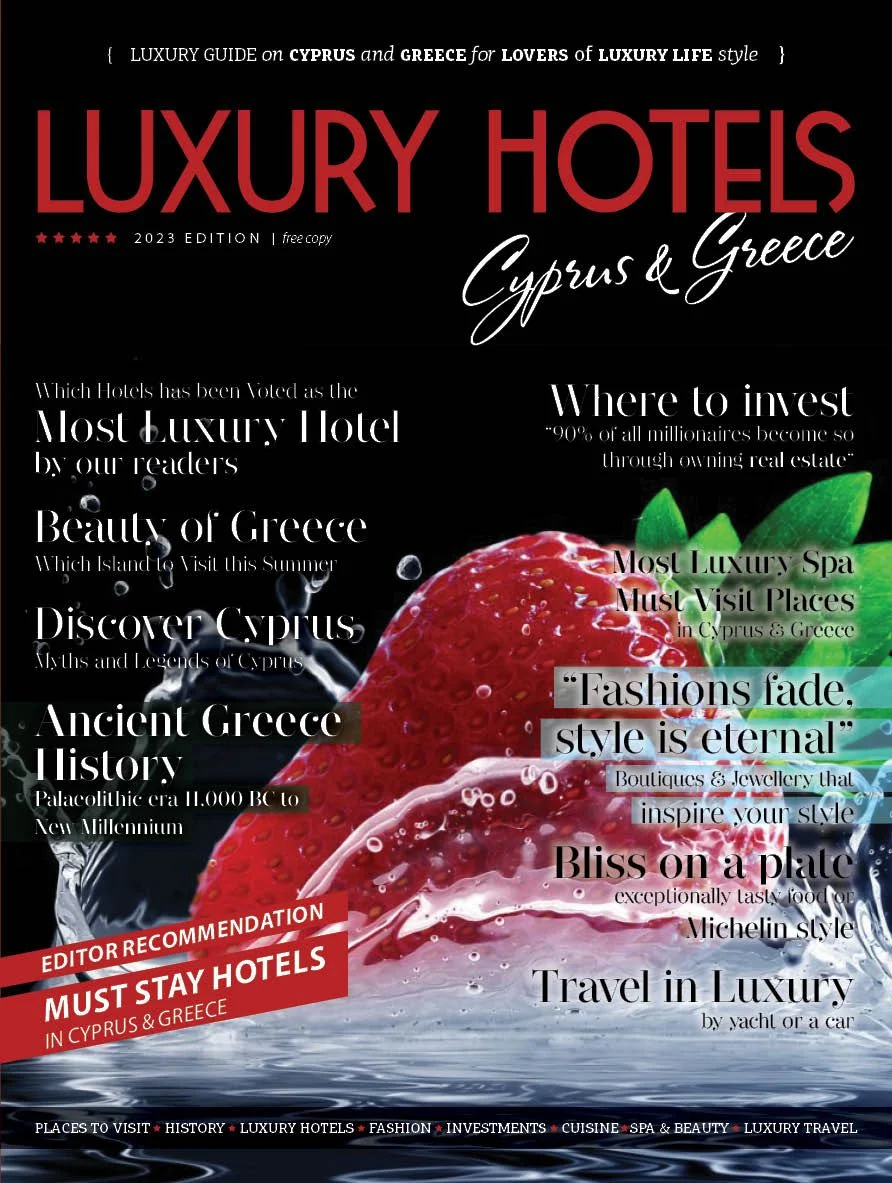 { LUXURY GUIDE on CYPRUS and GREECE for LOVERS of LUXURY LIFE style }
LUXURY HOTELS
★★★★★ 2023 EDITION | free copy
Cyprus & Greece
Which Hotels has been Voted as the
Most Luxury Hotel
by our readers
Beauty of Greece
Which Island to Visit this Summer
Discover Cyprus
Myths and Legends of Cyprus
Ancient Greece
History
Palaeolithic era 11.000 BC to
New Millennium
EDITOR RECOMMENDATION
MUST STAY HOTELS
IN CYPRUS & GREECE
Where to invest
"90% of all millionaires become so
through owning real estate"
Most Luxury Spa
Must Visit Places
in Cyprus & Greece
“Fashions fade,
style is eternal”
Boutiques & Jewellery that
inspire your style
Bliss on a plate
exceptionally tasty food or
Michelin style
Travel in Luxury
by yacht or a car
PLACES TO VISIT ★ HISTORY ★ LUXURY HOTELS ★ FASHION ★ INVESTMENTS ★ CUISINE ★ SPA & BEAUTY ★ LUXURY TRAVEL